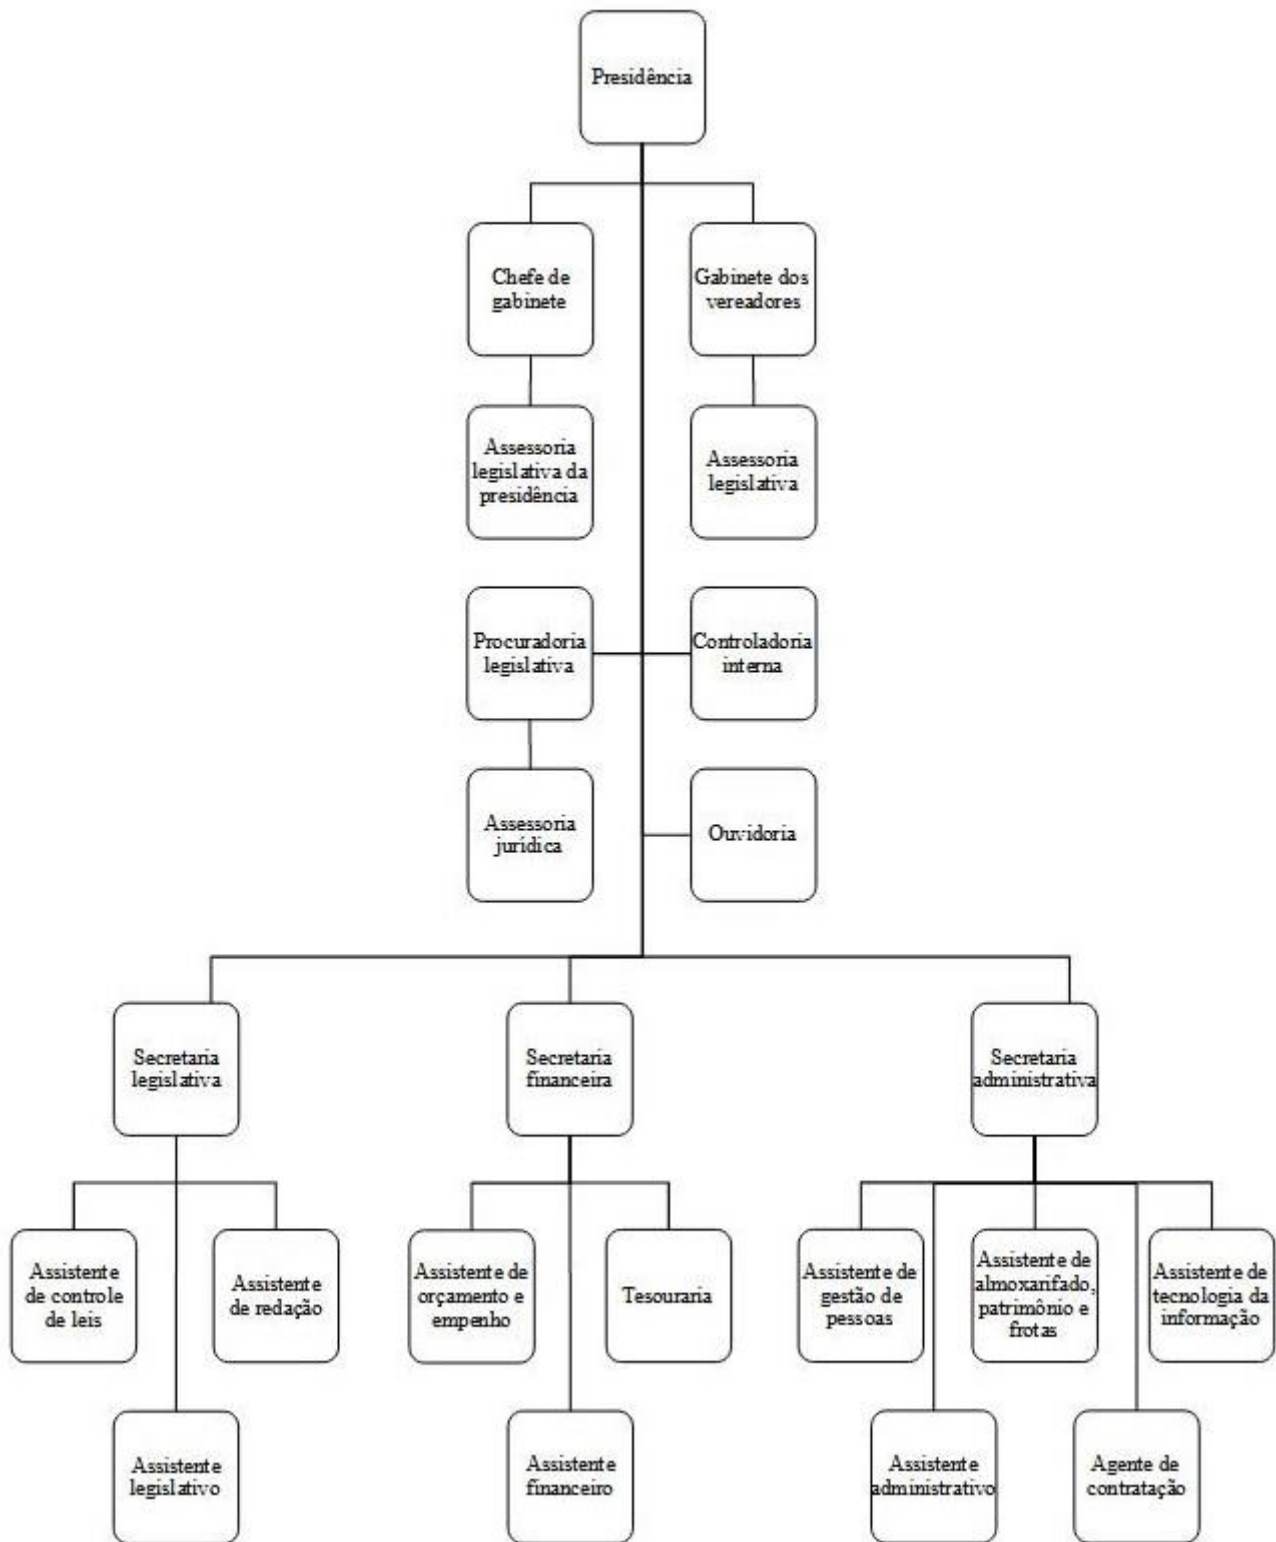 Presidência
Chefe de
gabinete
Gabinete dos
vereadores
Assessoria
legislativa da
presidência
Assessoria
legislativa
Procuradoria
legislativa
Controladoria
interna
Assessoria
jurídica
Ouvidoria
Secretaria
legislativa
Secretaria
financeira
Secretaria
administrativa
Assistente
de controle
de leis
Assistente
de redação
Assistente de
orçamento e
empenho
Tesouraria
Assistente de
gestão de
pessoas
Assistente de
almoxarifado,
patrimônio e
frotas
Assistente de
tecnologia da
informação
Assistente
legislativo
Assistente
financeiro
Assistente
administrativo
Agente de
contratação